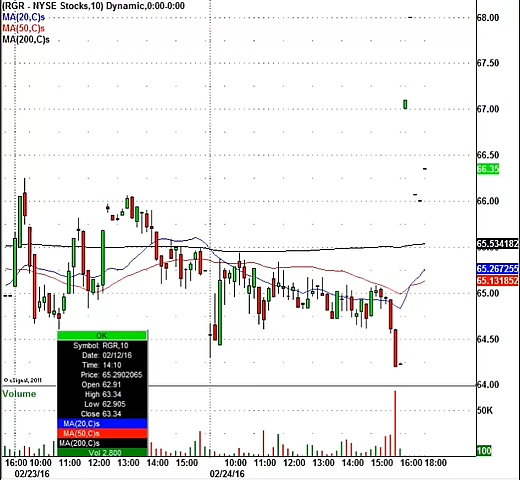 (RGR - NYSE Stocks,10) Dynamic,0:00-0:00
MA(20,C)s
MA(50,C)s
MA(200,C)s
68.00
67.50
67.00
66.50
66.35
66.00
65.534182
65.267255
65.131852
65.00
64.50
64.00
© eSignal, 2011
OK
Symbol: RGR,10
Date: 02/12/16
Time: 14:10
Price: 65.2902065
Open 62.91
High 63.34
Low 62.905
Close 63.34
MA(20,C)s
MA(50,C)s
MA(200,C)s
Vol 2,800
Volume
50K
100
16:00 10:00 11:00 12:00 13:00 14:00 15:00 10:00 11:00 12:00 13:00 14:00 15:00 16:00 18:00
02/23/16 02/24/16